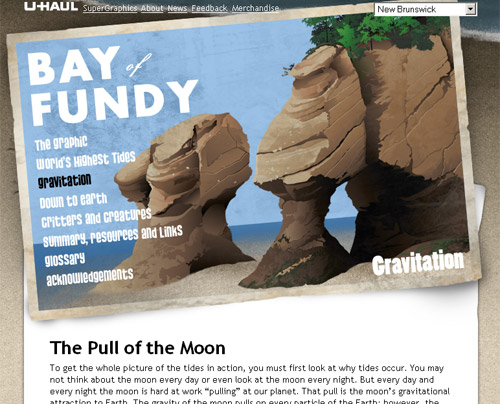 U-HAUL SuperGraphics About News Feedback Merchandise New Brunswick
BAY of
FUNDY
The graphic
World's Highest Tides
gravitation
Down to earth
Critters and Creatures
Summary, resources and Links
glossary
acknowledgements
Gravitation
The Pull of the Moon
To get the whole picture of the tides in action, you must first look at why tides occur. You may
not think about the moon every day or even look at the moon every night. But every day and
every night the moon is hard at work “pulling” at our planet. That pull is the moon’s gravitational
attraction to Earth. The gravity of the moon pulls on every particle of the Earth; however, the